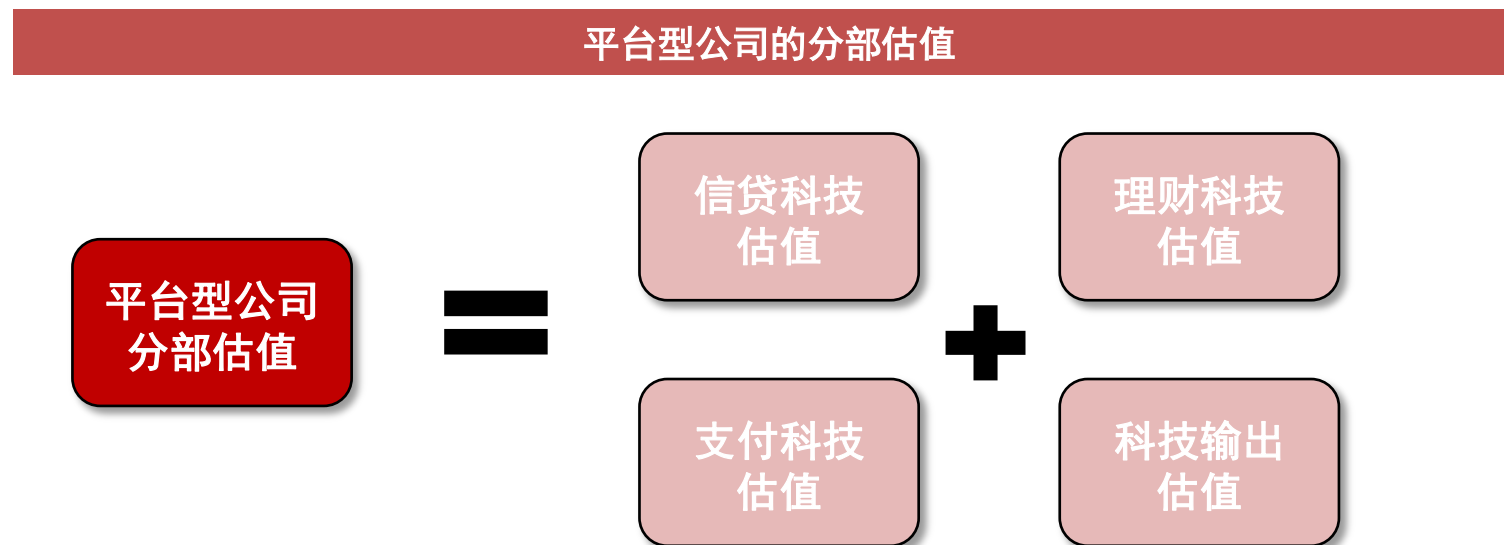 平台型公司的分部估值
平台型公司
分部估值
信贷科技
估值
理财科技
估值
支付科技
估值
科技输出
估值